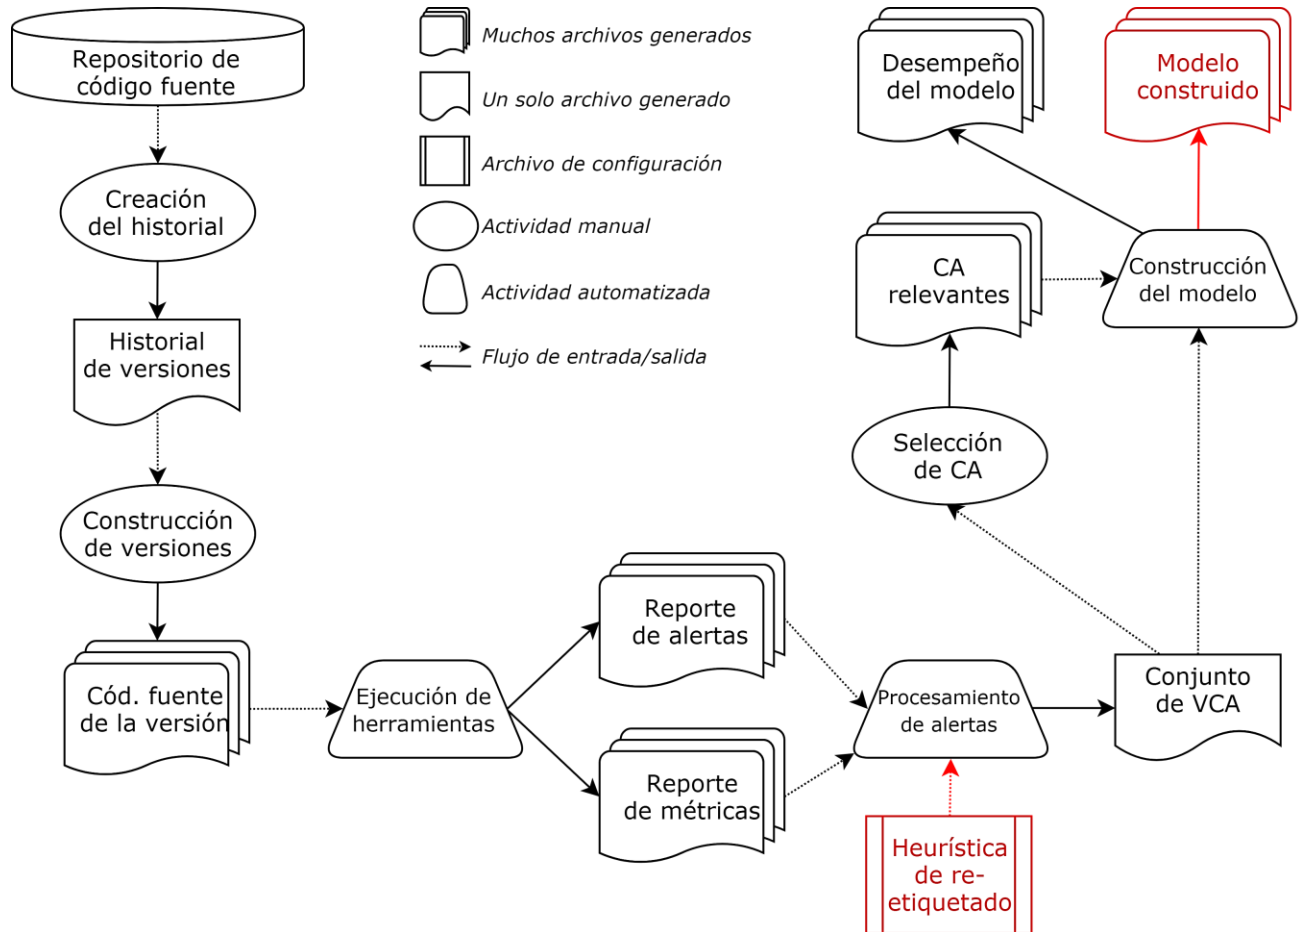 Repositorio de
código fuente
Creación
del historial
Historial
de versiones
Construcción
de versiones
Cód. fuente
de la versión
Muchos archivos generados
Un solo archivo generado
Archivo de configuración
Actividad manual
Actividad automatizada
Flujo de entrada/salida
Ejecución de
herramientas
Reporte
de alertas
Reporte
de métricas
Procesamiento
de alertas
Heurística
de re-
etiquetado
Conjunto
de VCA
Selección
de CA
CA
relevantes
Construcción
del modelo
Desempeño
del modelo
Modelo
construido